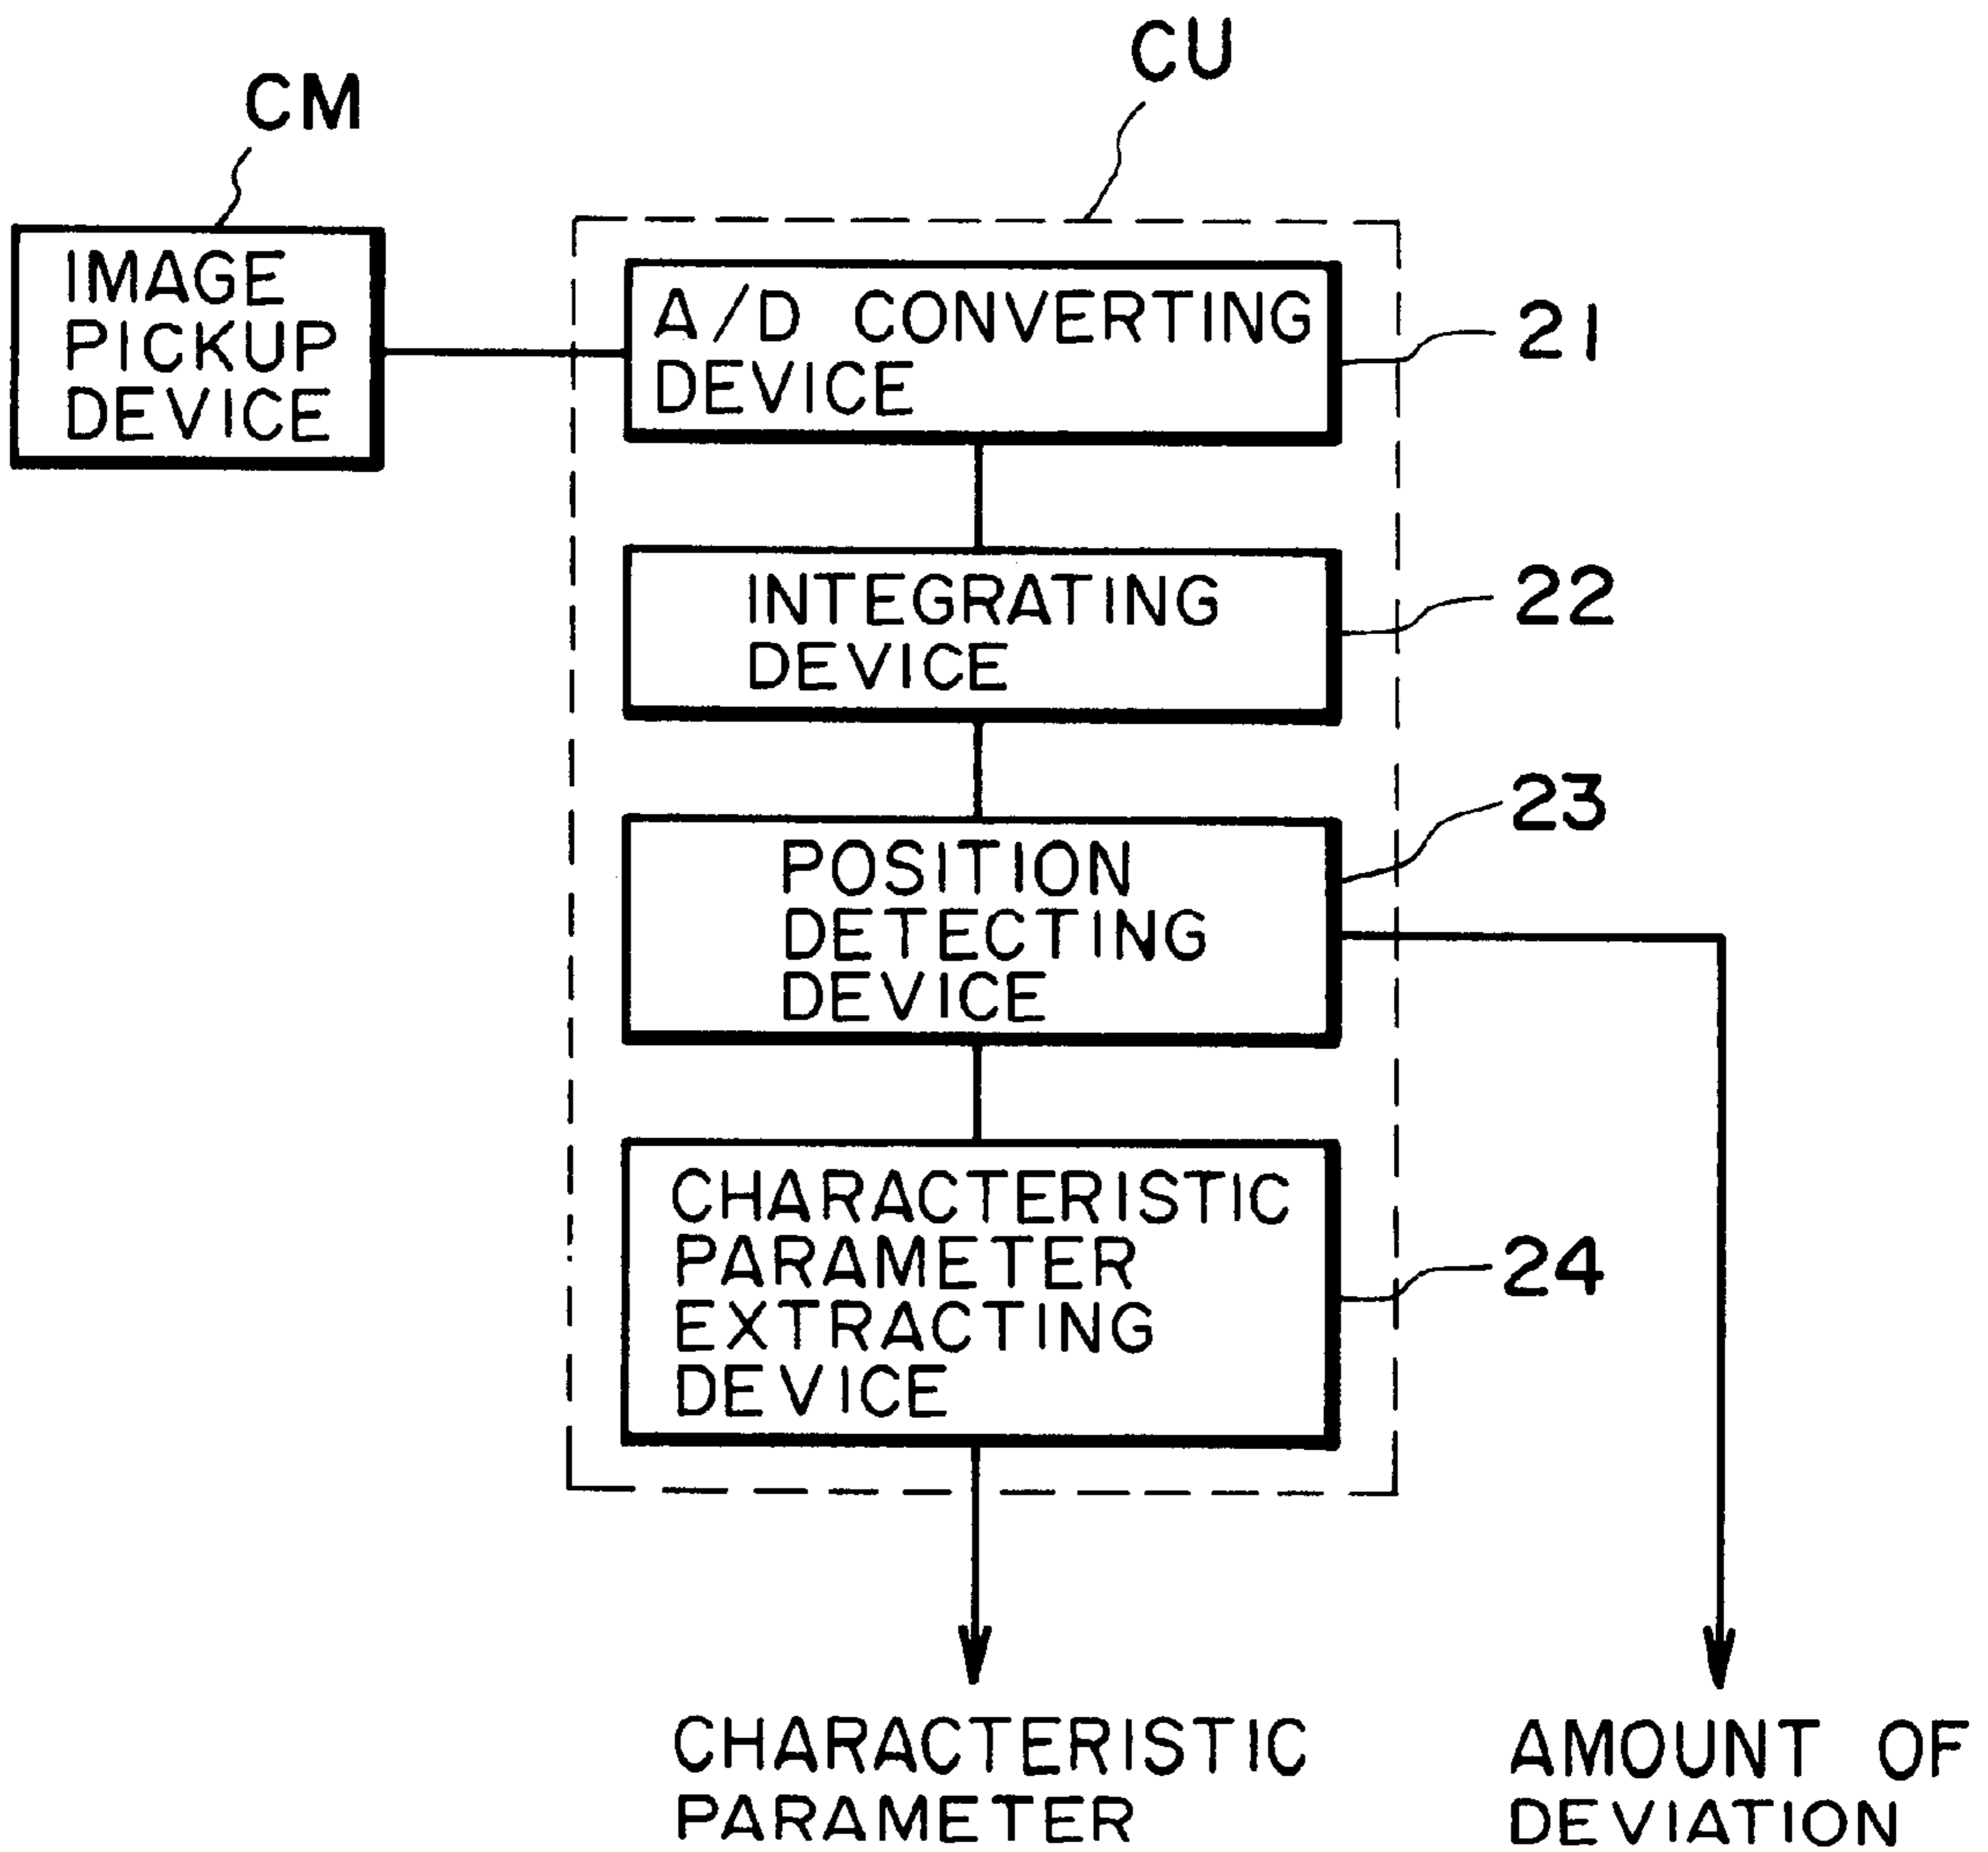 CU
CM
IMAGE
PICKUP
DEVICE
A/D CONVERTING
DEVICE
21
INTEGRATING
DEVICE
22
POSITION
DETECTING
DEVICE
23
CHARACTERISTIC
PARAMETER
EXTRACTING
DEVICE
24
CHARACTERISTIC
PARAMETER
AMOUNT OF
DEVIATION